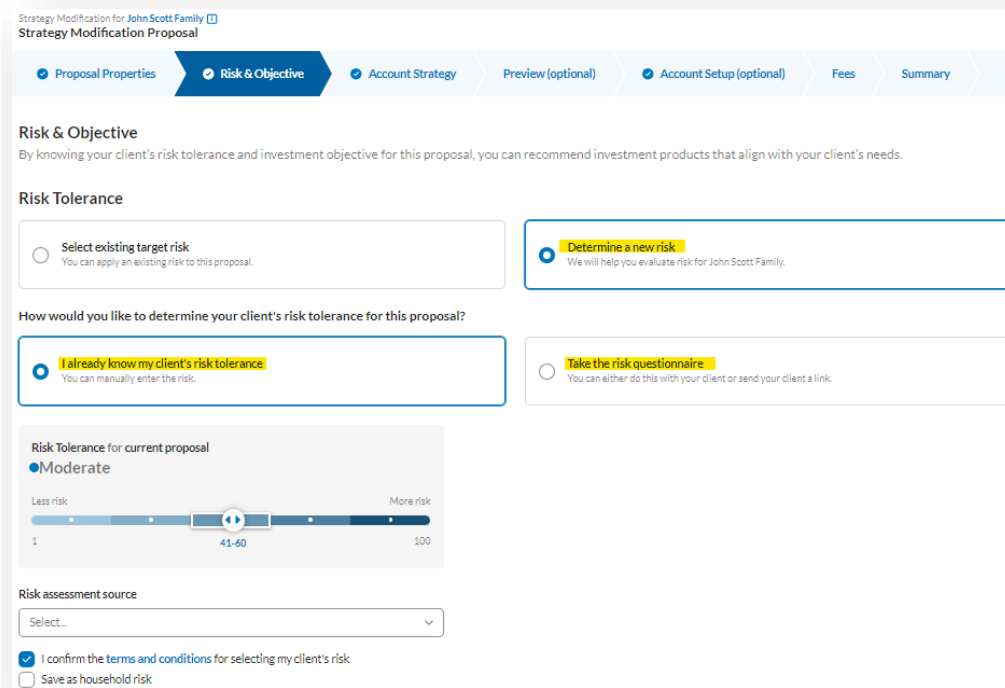 Strategy Modification for John Scott Family
Strategy Modification Proposal
Proposal Properties
Risk & Objective
Account Strategy
Preview (optional)
Account Setup (optional)
Fees
Summary
Risk & Objective
By knowing your client's risk tolerance and investment objective for this proposal, you can recommend investment products that align with your client's needs.
Risk Tolerance
Select existing target risk
You can apply an existing risk to this proposal.
Determine a new risk
We will help you evaluate risk for John Scott Family.
How would you like to determine your client's risk tolerance for this proposal?
I already know my client's risk tolerance
You can manually enter the risk.
Take the risk questionnaire
You can either do this with your client or send your client a link.
Risk Tolerance for current proposal
Moderate
Less risk
More risk
1
41-60
100
Risk assessment source
Select...
I confirm the terms and conditions for selecting my client's risk
Save as household risk